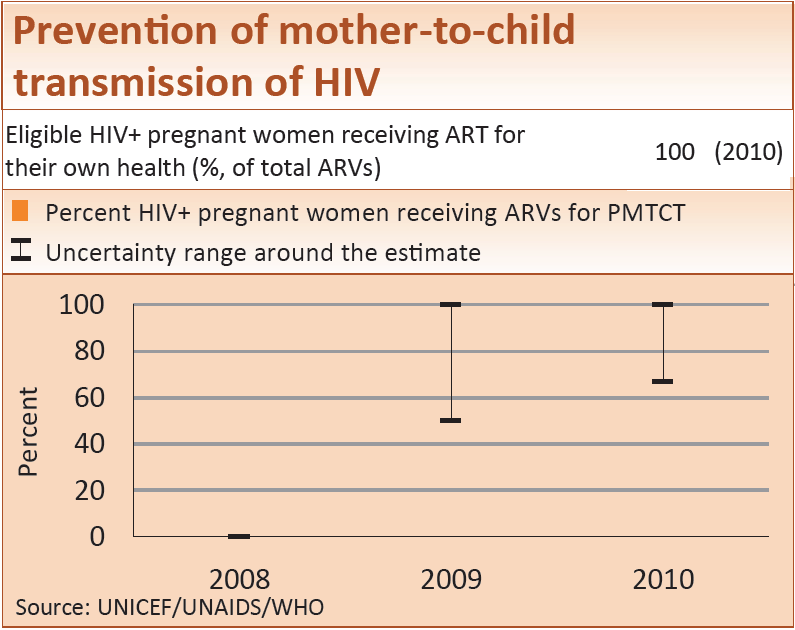 Prevention of mother-to-child
transmission of HIV
Eligible HIV+ pregnant women receiving ART for
their own health (%, of total ARVs)
100 (2010)
Percent HIV+ pregnant women receiving ARVs for PMTCT
Uncertainty range around the estimate
Percent
100
80
60
40
20
0
2008 2009 2010
Source: UNICEF/UNAIDS/WHO